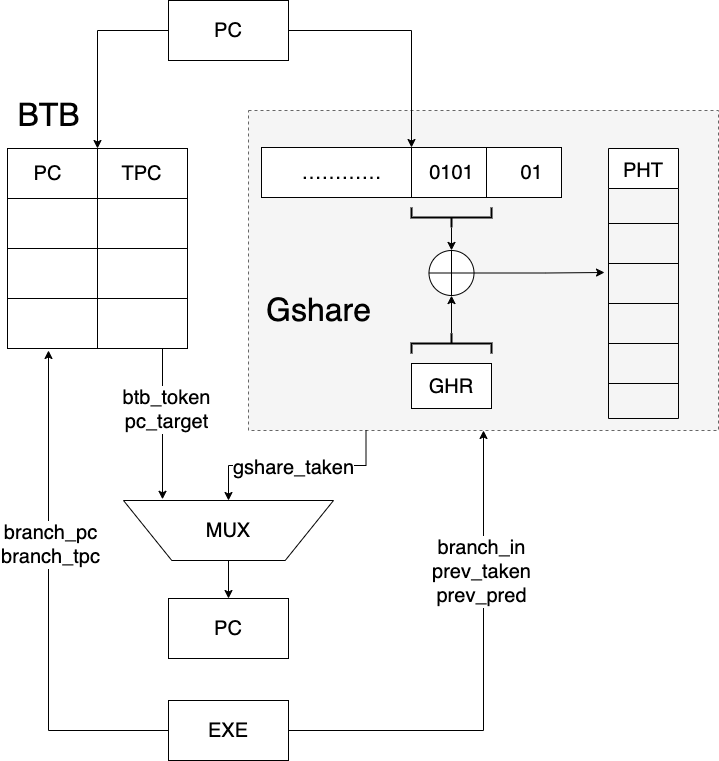 PC
BTB
PC TPC
………… 0101 01
PHT
Gshare
GHR
btb_token
pc_target
gshare_taken
MUX
branch_pc
branch_tpc
branch_in
prev_taken
prev_pred
PC
EXE